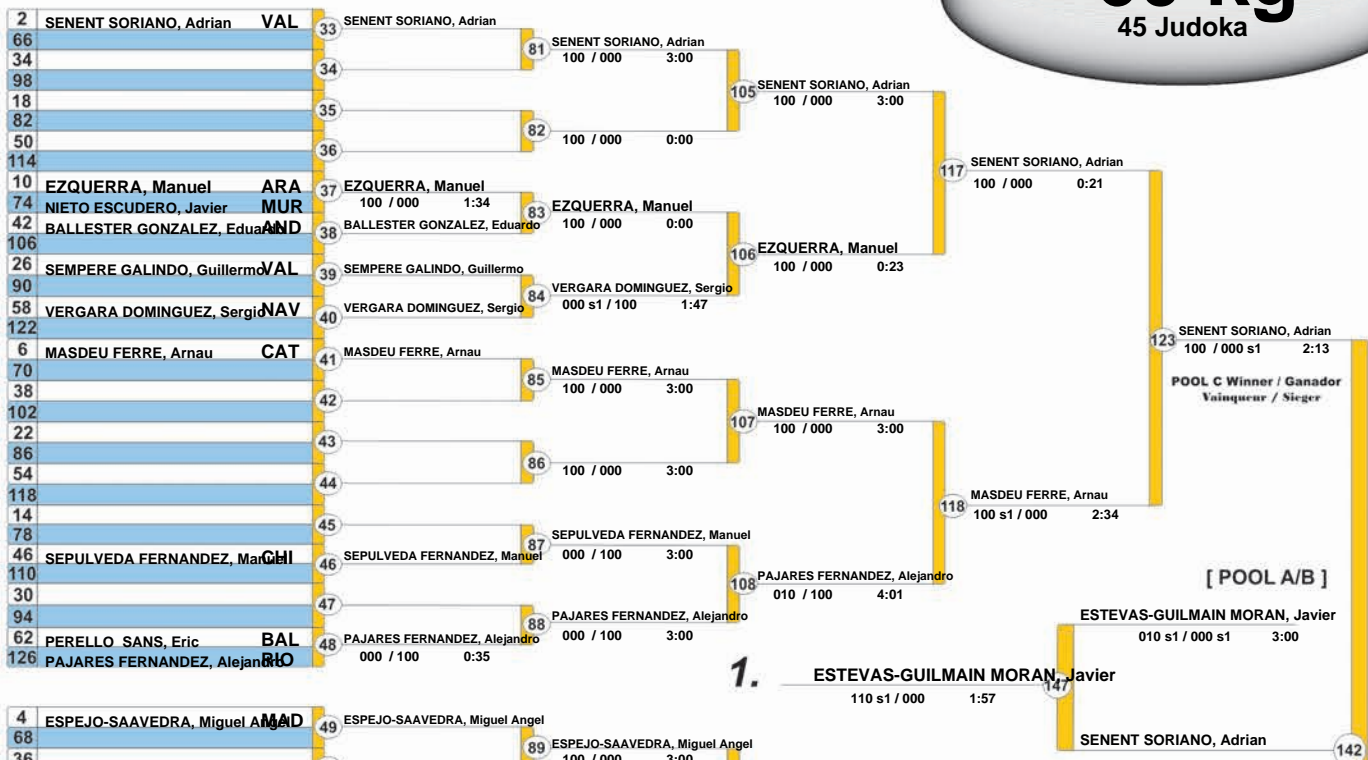 Kg
45 Judoka
2 SENENT SORIANO, Adrian VAL
66
34
98
18
82
50
114
10 EZQUERRA, Manuel ARA
74 NIETO ESCUDERO, Javier MUR
42 BALLESTER GONZALEZ, Eduardo AND
106
26 SEMPERE GALINDO, Guillermo VAL
90
58 VERGARA DOMINGUEZ, Sergio NAV
122
6 MASDEU FERRE, Arnau CAT
70
38
102
22
86
54
118
14
78
46 SEPULVEDA FERNANDEZ, Manuel CHI
110
30
94
62 PERELLO SANS, Eric BAL
126 PAJARES FERNANDEZ, Alejandro RIO
4 ESPEJO-SAAVEDRA, Miguel Angel MAD
68
36
33 SENENT SORIANO, Adrian
34
35
36
37 EZQUERRA, Manuel
100 / 000 1:34
38 BALLESTER GONZALEZ, Eduardo
39 SEMPERE GALINDO, Guillermo
40 VERGARA DOMINGUEZ, Sergio
41 MASDEU FERRE, Arnau
42
43
44
45
46 SEPULVEDA FERNANDEZ, Manuel
47
48 PAJARES FERNANDEZ, Alejandro
000 / 100 0:35
49 ESPEJO-SAAVEDRA, Miguel Angel
81 SENENT SORIANO, Adrian
100 / 000 3:00
82
100 / 000 0:00
83 EZQUERRA, Manuel
100 / 000 0:00
84 VERGARA DOMINGUEZ, Sergio
000 s1 / 100 1:47
85 MASDEU FERRE, Arnau
100 / 000 3:00
86
100 / 000 3:00
87 SEPULVEDA FERNANDEZ, Manuel
000 / 100 3:00
88 PAJARES FERNANDEZ, Alejandro
000 / 100 3:00
89 ESPEJO-SAAVEDRA, Miguel Angel
100 / 000 3:00
105 SENENT SORIANO, Adrian
100 / 000 3:00
106 EZQUERRA, Manuel
100 / 000 0:23
107 MASDEU FERRE, Arnau
100 / 000 3:00
108 PAJARES FERNANDEZ, Alejandro
010 / 100 4:01
117 SENENT SORIANO, Adrian
100 / 000 0:21
118 MASDEU FERRE, Arnau
100 s1 / 000 2:34
123 SENENT SORIANO, Adrian
100 / 000 s1 2:13
POOL C Winner / Ganador
Vainqueur / Sieger
[ POOL A/B ]
ESTEVAS-GUILMAIN MORAN, Javier
010 s1 / 000 s1 3:00
1. ESTEVAS-GUILMAIN MORAN, Javier
147
110 s1 / 000 1:57
SENENT SORIANO, Adrian
142